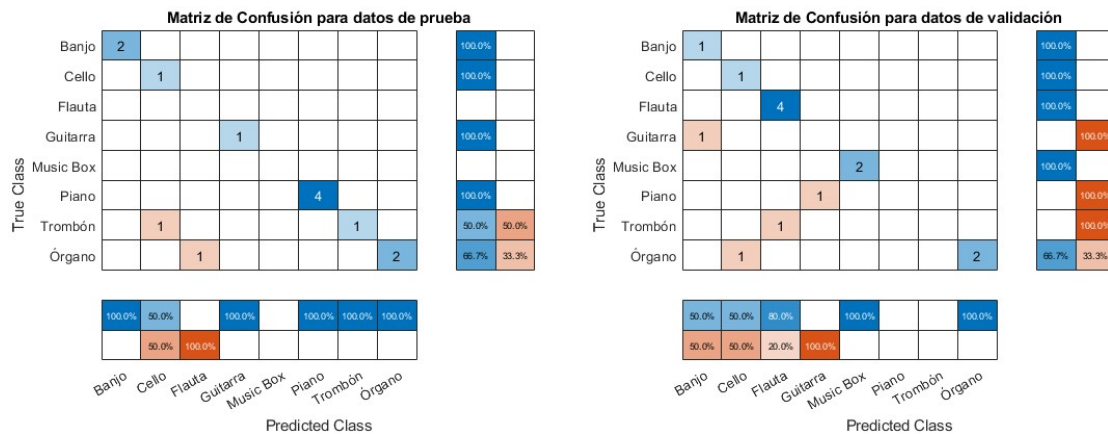 Matriz de Confusión para datos de prueba
True Class
Banjo 2 100.0%
Cello 1 100.0%
Flauta
Guitarra 1 100.0%
Music Box
Piano 4 100.0%
Trombón 1 1 50.0% 50.0%
Órgano 1 2 66.7% 33.3%
100.0% 50.0% 100.0% 100.0% 100.0% 100.0%
50.0% 100.0%
Banjo Cello Flauta Guitarra Music Box Piano Trombón Órgano
Predicted Class
Matriz de Confusión para datos de validación
True Class
Banjo 1 100.0%
Cello 1 100.0%
Flauta 4 100.0%
Guitarra 1 100.0%
Music Box 2 100.0%
Piano 1 100.0%
Trombón 1 100.0%
Órgano 1 2 66.7% 33.3%
50.0% 50.0% 80.0% 100.0% 100.0%
50.0% 50.0% 20.0% 100.0%
Banjo Cello Flauta Guitarra Music Box Piano Trombón Órgano
Predicted Class